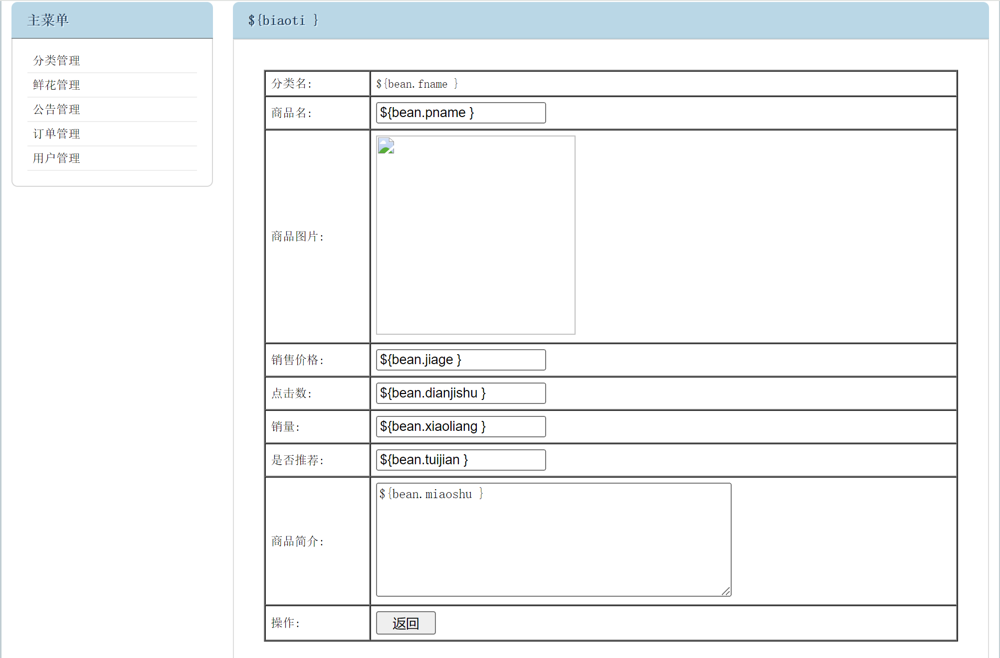 主菜单
分类管理
鲜花管理
公告管理
订单管理
用户管理
${biaoti }
分类名: ${bean.fname }
商品名: ${bean.pname }
商品图片:
销售价格: ${bean.jiage }
点击数: ${bean.dianjishu }
销量: ${bean.xiaoliang }
是否推荐: ${bean.tuijian }
商品简介: ${bean.miaoshu }
操作: 返回